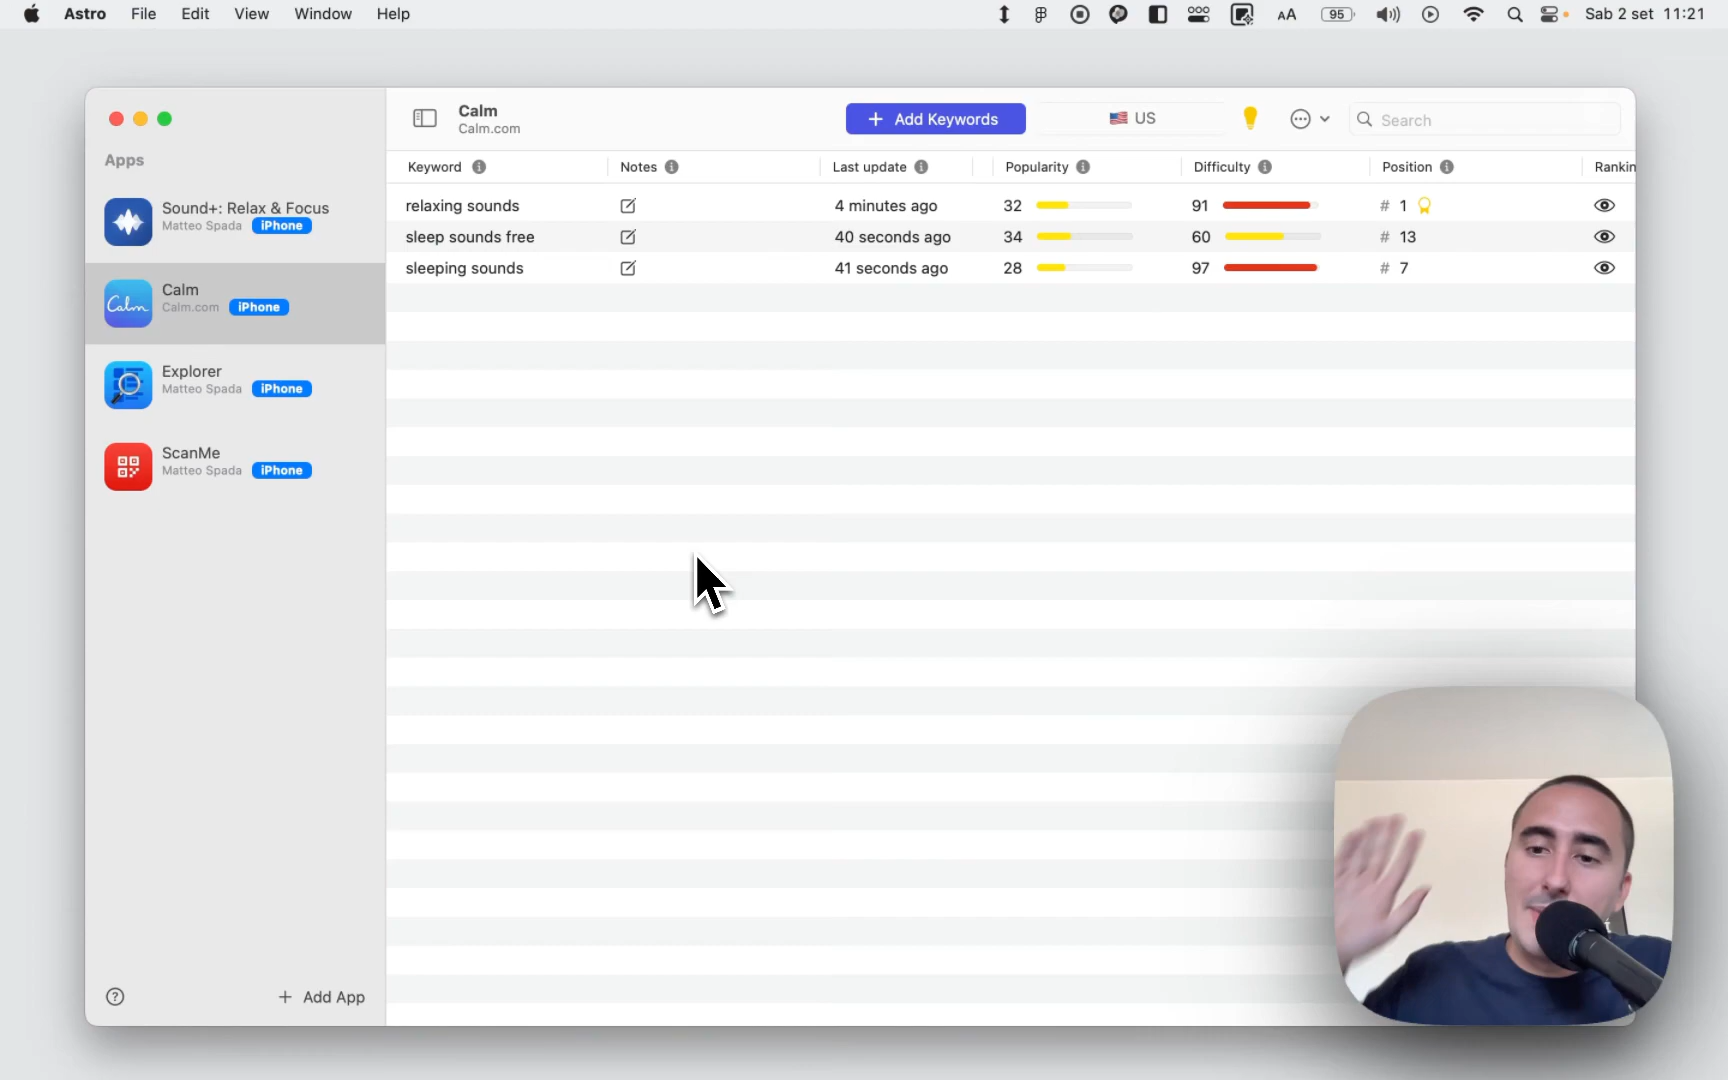 Astro File Edit View Window Help AA 95 Sab 2 set 11:21
Calm
Calm.com
+ Add Keywords
US
Search
Apps
Sound+: Relax & Focus
Matteo Spada iPhone
Calm
Calm
Calm.com iPhone
Explorer
Matteo Spada iPhone
ScanMe
Matteo Spada iPhone
? + Add App
Keyword Notes Last update Popularity Difficulty Position Rankin
relaxing sounds 4 minutes ago 32 91 # 1
sleep sounds free 40 seconds ago 34 60 # 13
sleeping sounds 41 seconds ago 28 97 # 7